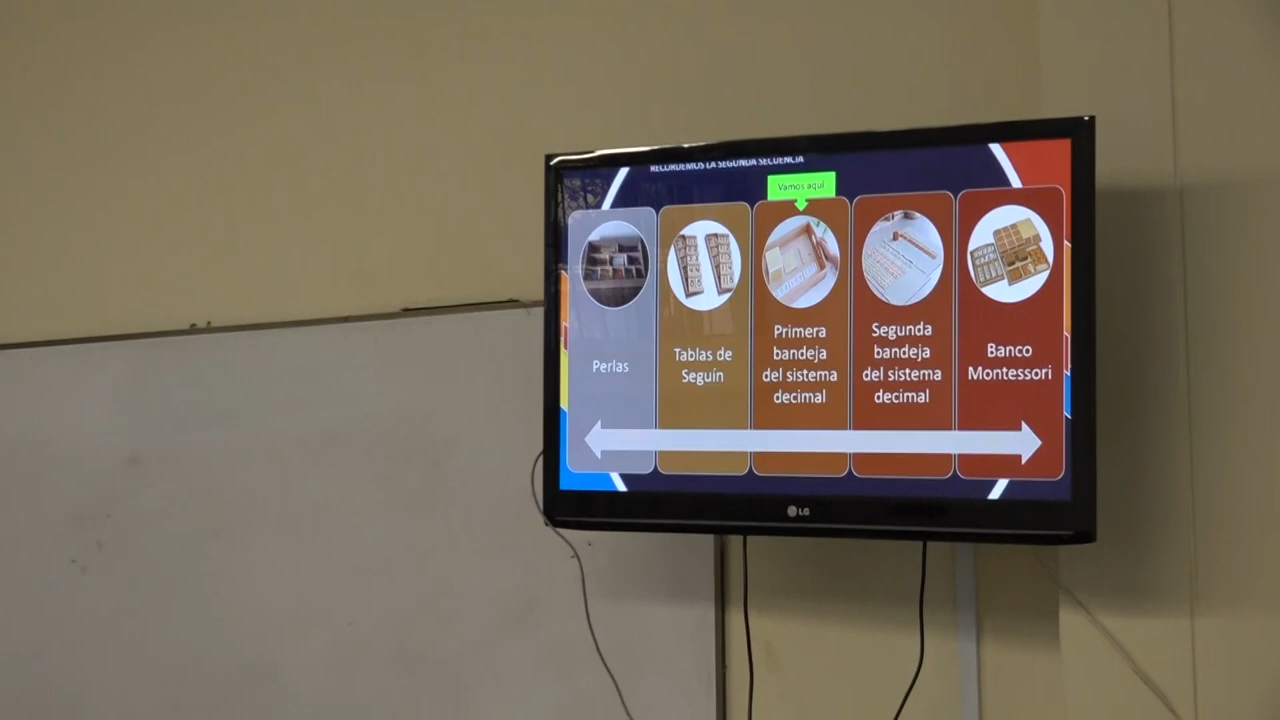 RECORDEMOS LA SEGUNDA SECUENCIA
Vamos aquí
Perlas
Tablas de
Seguín
Primera
bandeja
del sistema
decimal
Segunda
bandeja
del sistema
decimal
Banco
Montessori
LG